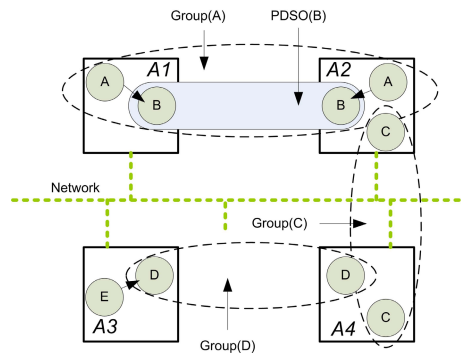 Group(A)
PDSO(B)
A1
A2
A
A
B
B
C
Network
Group(C)
D
D
E
A3
A4
C
Group(D)